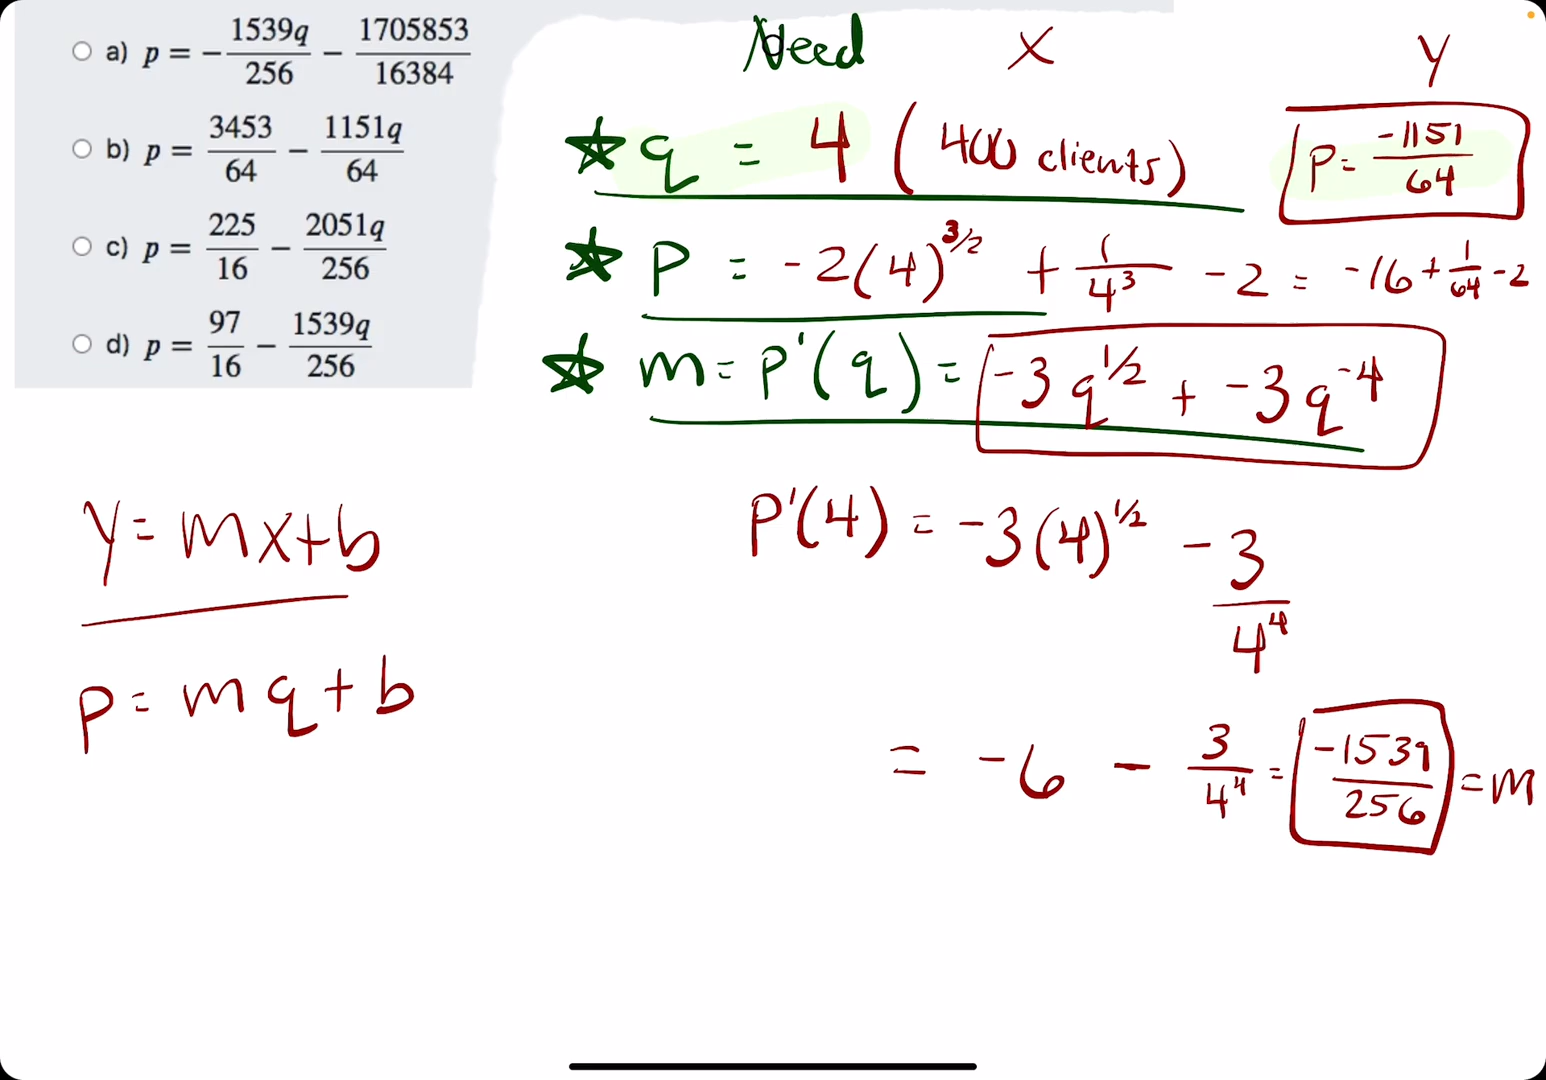 a) p = -1539q/256 - 1705853/16384
b) p = 3453/64 - 1151q/64
c) p = 225/16 - 2051q/256
d) p = 97/16 - 1539q/256
Need X Y
q = 4 (400 clients) p = -1151/64
P = -2(4)^3/2 + 1/4^3 - 2 = -16 + 1/64 - 2
m = P'(q) = -3q^1/2 + -3q^-4
y = mx+b
P'(4) = -3(4)^1/2 - 3/4^4
p = mq+b
= -6 - 3/4^4 = -1539/256 = m